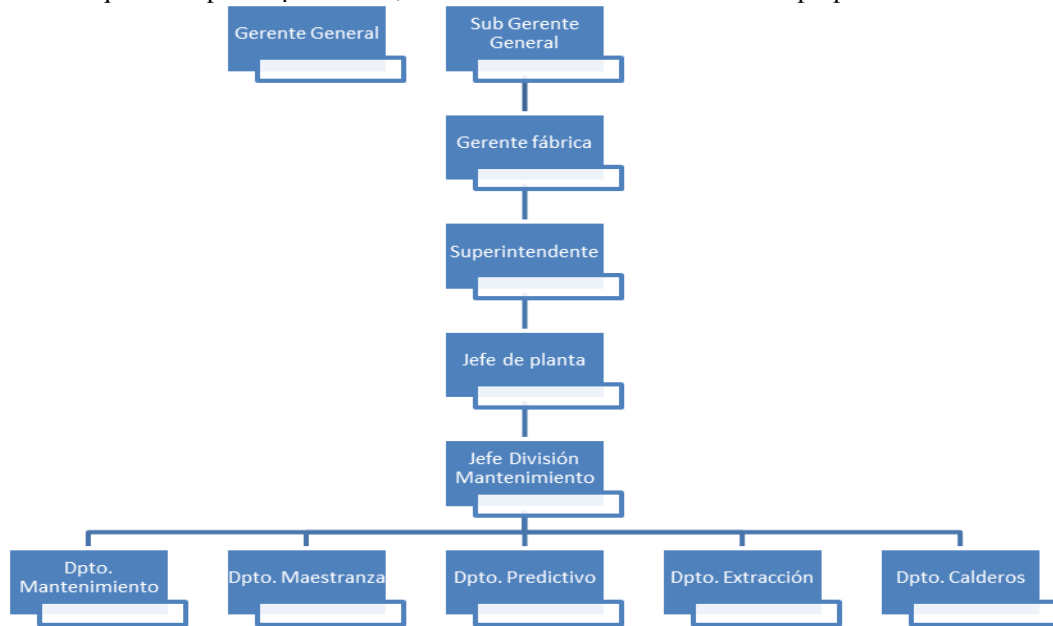 Gerente General
Sub Gerente
General
Gerente fábrica
Superintendente
Jefe de planta
Jefe División
Mantenimiento
Dpto.
Mantenimiento
Dpto. Maestranza
Dpto. Predictivo
Dpto. Extracción
Dpto. Calderos